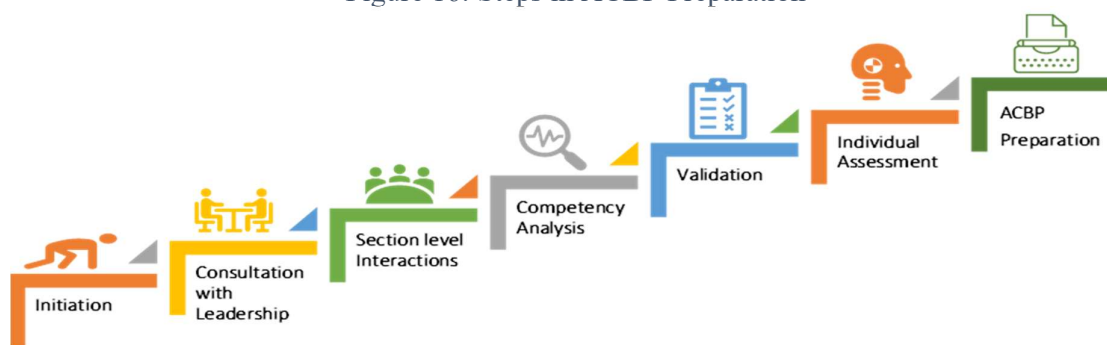 Initiation
Consultation
with
Leadership
Section level
Interactions
Competency
Analysis
Validation
Individual
Assessment
ACBP
Preparation